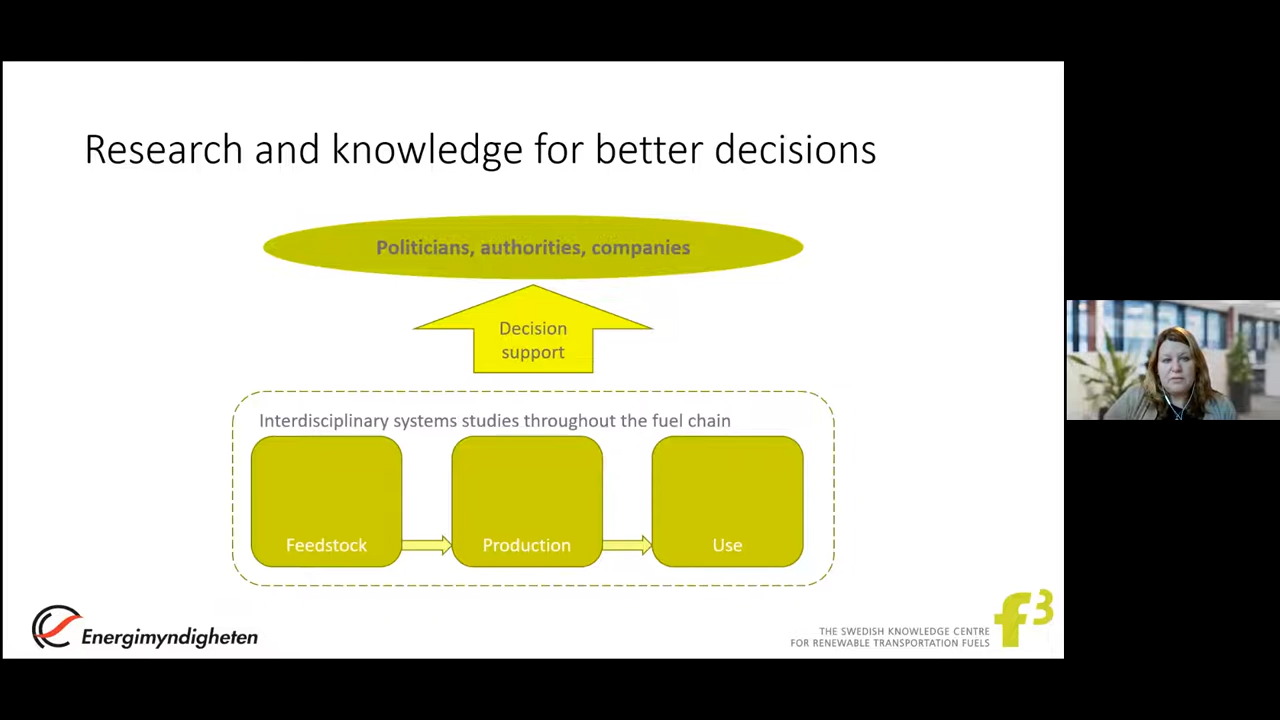 Research and knowledge for better decisions
Politicians, authorities, companies
Decision
support
Interdisciplinary systems studies throughout the fuel chain
Feedstock
Production
Use
Energimyndigheten
THE SWEDISH KNOWLEDGE CENTRE
FOR RENEWABLE TRANSPORTATION FUELS
f3